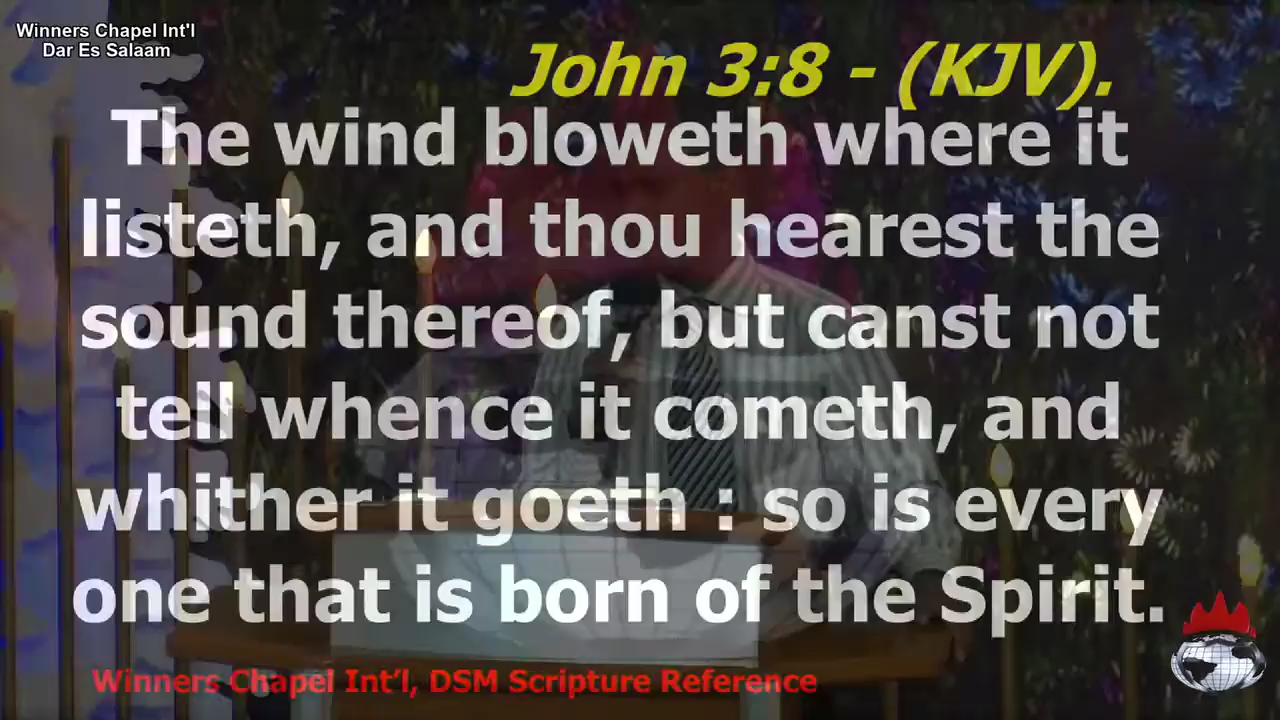 Winners Chapel Int'l
Dar Es Salaam
John 3:8 - (KJV).
The wind bloweth where it
listeth, and thou hearest the
sound thereof, but canst not
tell whence it cometh, and
whither it goeth : so is every
one that is born of the Spirit.
Winners Chapel Int’l, DSM Scripture Reference